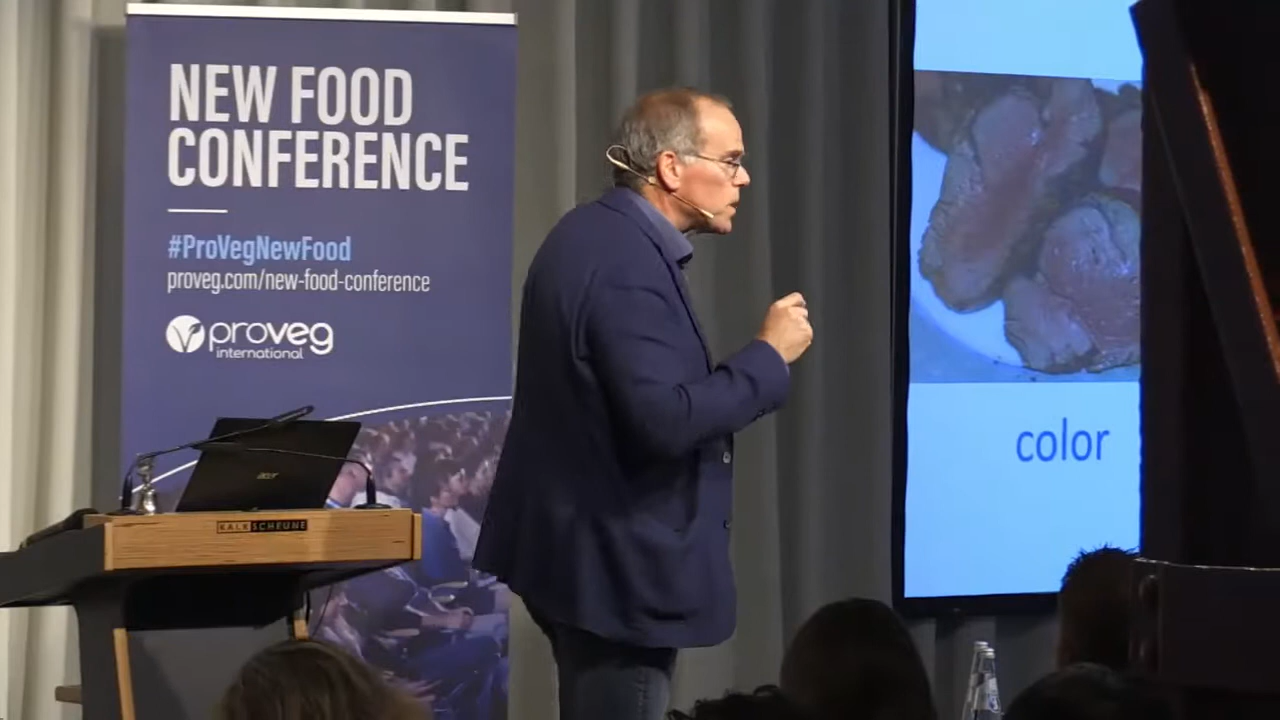 NEW FOOD
CONFERENCE
#ProVegNewFood
proveg.com/new-food-conference
proveg
international
acer
KALKSCHEUNE
color